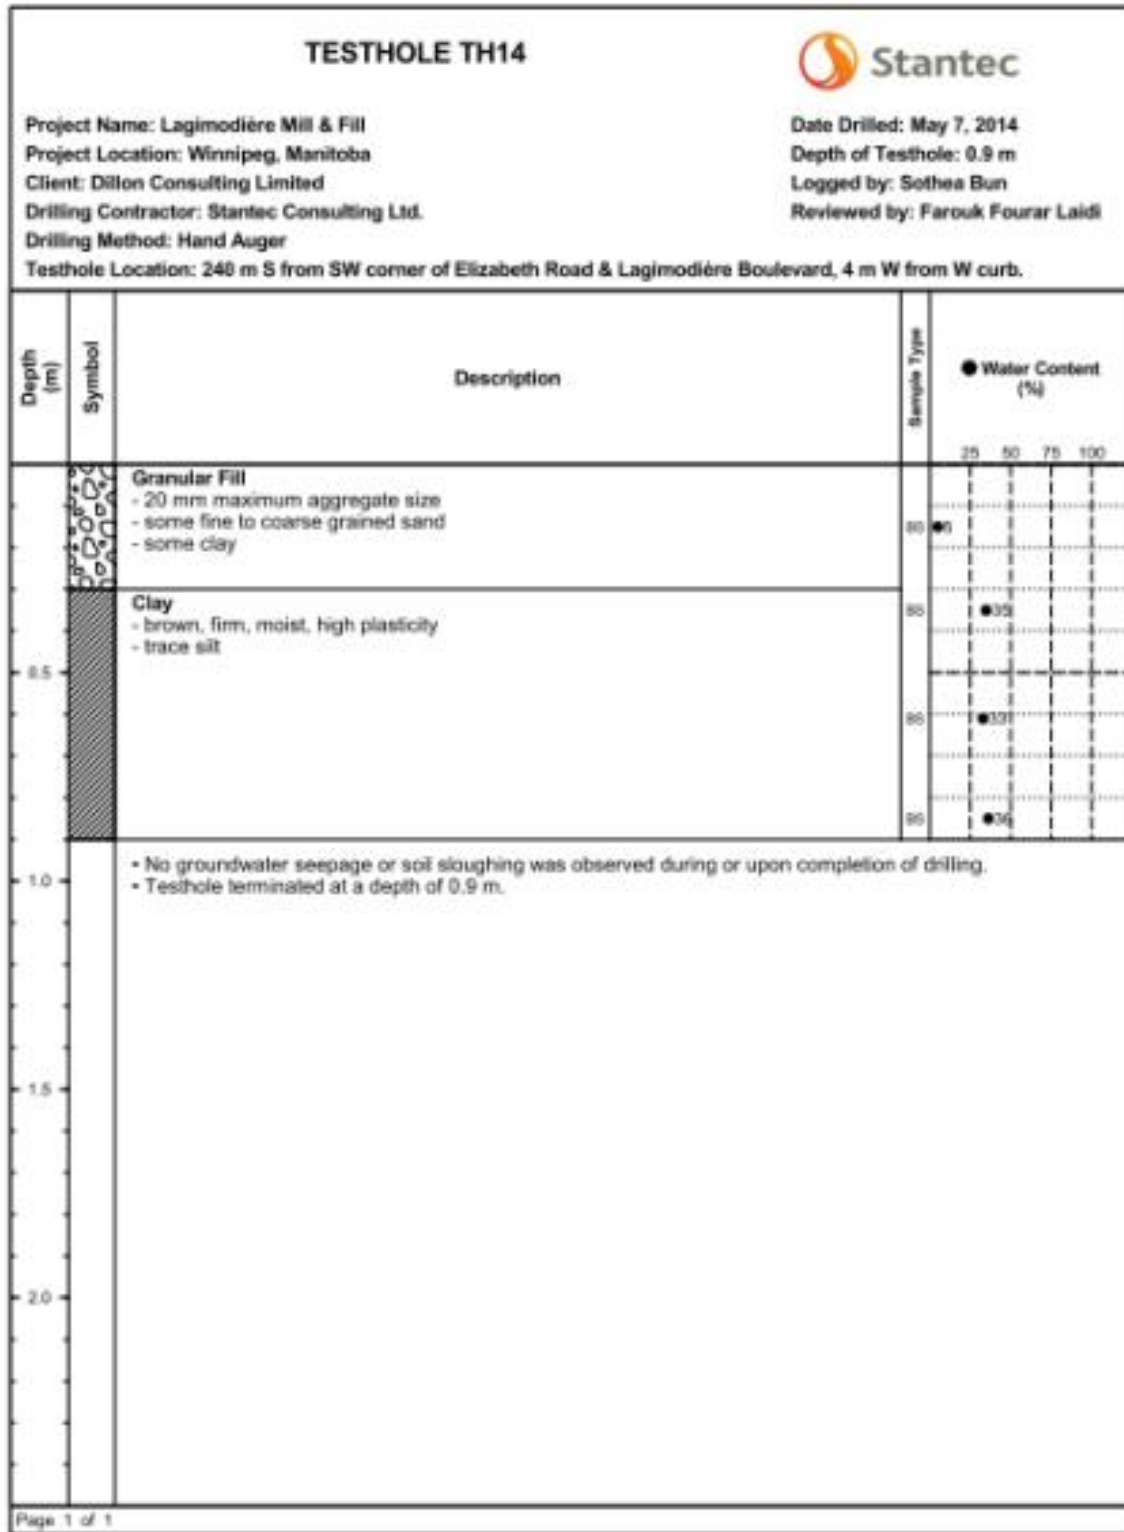 TESTHOLE TH14
Stantec
Project Name: Lagimodière Mill & Fill
Project Location: Winnipeg, Manitoba
Client: Dillon Consulting Limited
Drilling Contractor: Stantec Consulting Ltd.
Drilling Method: Hand Auger
Testhole Location: 240 m S from SW corner of Elizabeth Road & Lagimodière Boulevard, 4 m W from W curb.
Date Drilled: May 7, 2014
Depth of Testhole: 0.9 m
Logged by: Sothea Bun
Reviewed by: Farouk Fourar Laidi
Depth
(m)
Symbol
Description
Sample Type
Water Content
(%)
25 50 75 100
Granular Fill
- 20 mm maximum aggregate size
- some fine to coarse grained sand
- some clay
Clay
- brown, firm, moist, high plasticity
- trace silt
35
33
36
0.5
1.0
1.5
2.0
• No groundwater seepage or soil sloughing was observed during or upon completion of drilling.
• Testhole terminated at a depth of 0.9 m.
Page 1 of 1